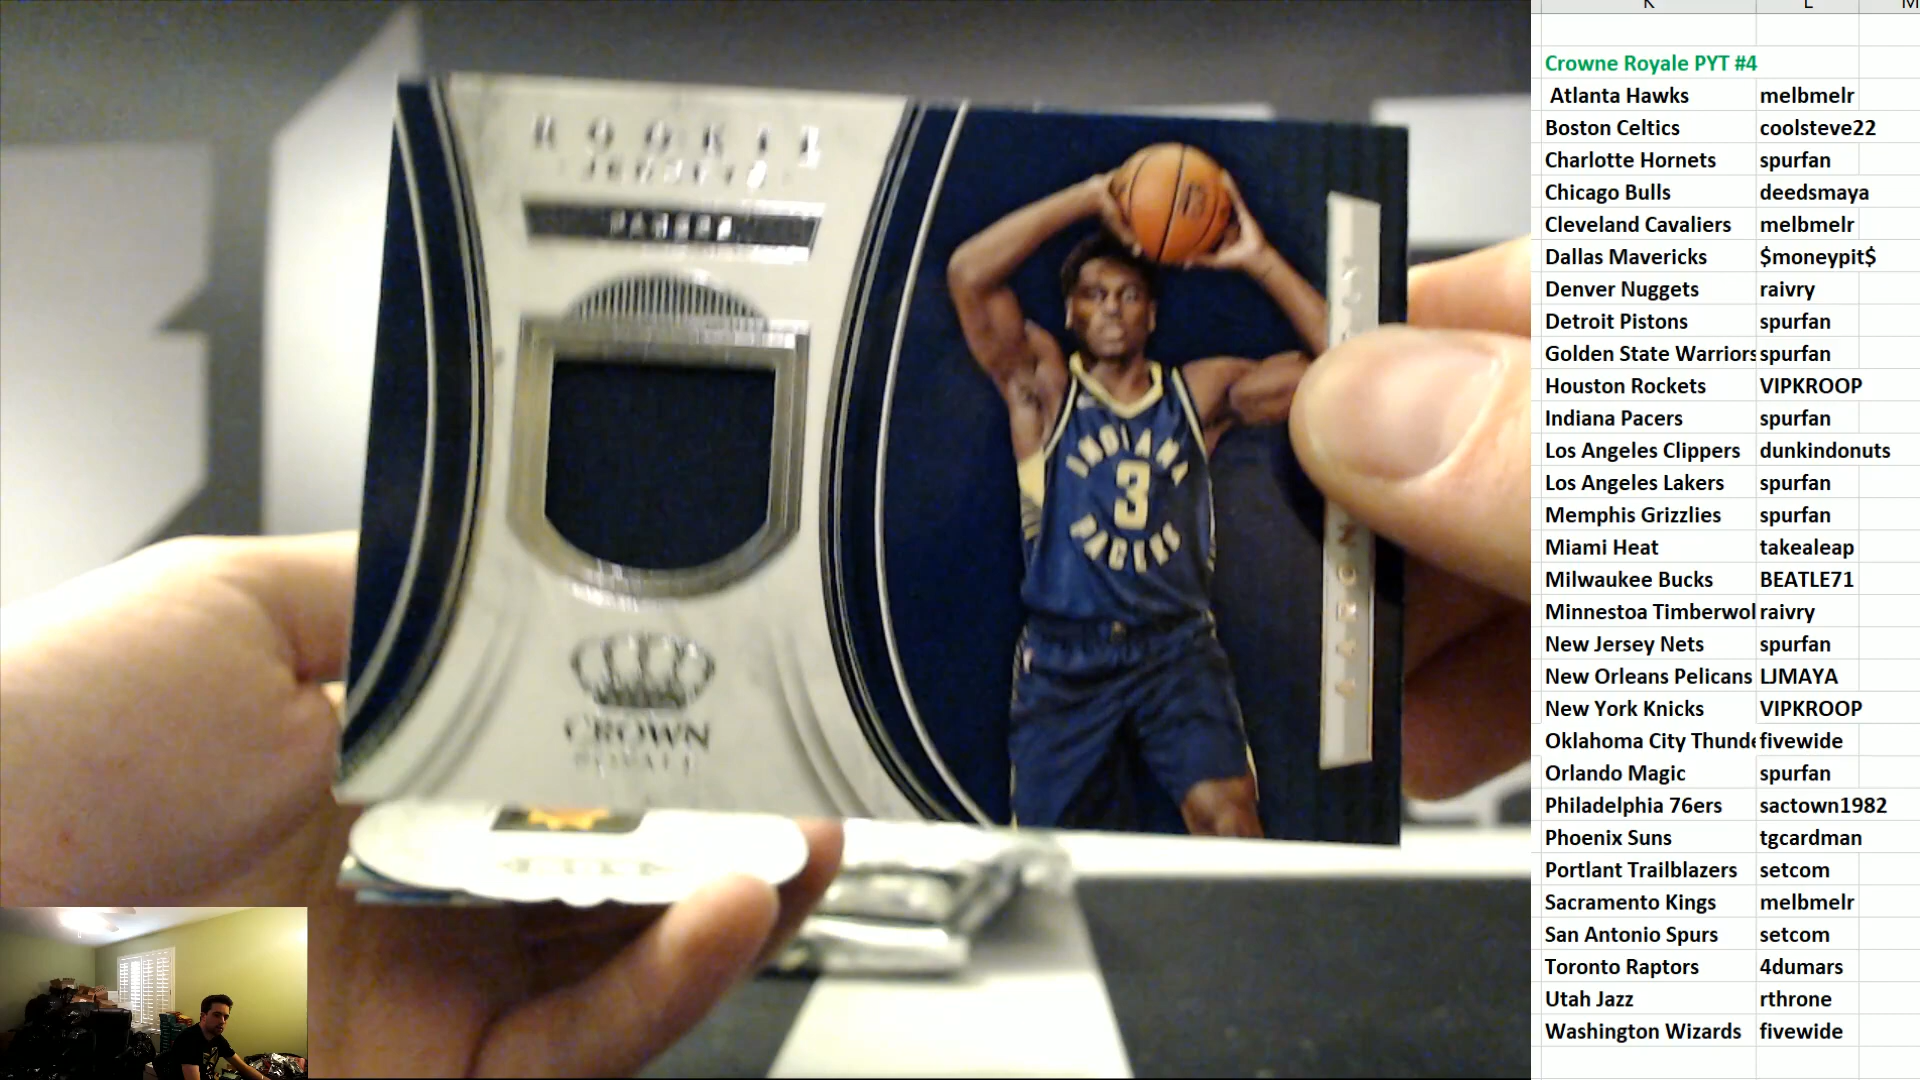 K L M
Crowne Royale PYT #4
Atlanta Hawks melbmelr
Boston Celtics coolsteve22
Charlotte Hornets spurfan
Chicago Bulls deedsmaya
Cleveland Cavaliers melbmelr
Dallas Mavericks $moneypit$
Denver Nuggets raivry
Detroit Pistons spurfan
Golden State Warriors spurfan
Houston Rockets VIPKROOP
Indiana Pacers spurfan
Los Angeles Clippers dunkindonuts
Los Angeles Lakers spurfan
Memphis Grizzlies spurfan
Miami Heat takealeap
Milwaukee Bucks BEATLE71
Minnestoa Timberwol raivry
New Jersey Nets spurfan
New Orleans Pelicans LJMAYA
New York Knicks VIPKROOP
Oklahoma City Thunde fivewide
Orlando Magic spurfan
Philadelphia 76ers sactown1982
Phoenix Suns tgcardman
Portlant Trailblazers setcom
Sacramento Kings melbmelr
San Antonio Spurs setcom
Toronto Raptors 4dumars
Utah Jazz rthrone
Washington Wizards fivewide
ROOKIE
JERSEYS
CROWN
ROYALE
INDIANA
3
PACERS
AARON